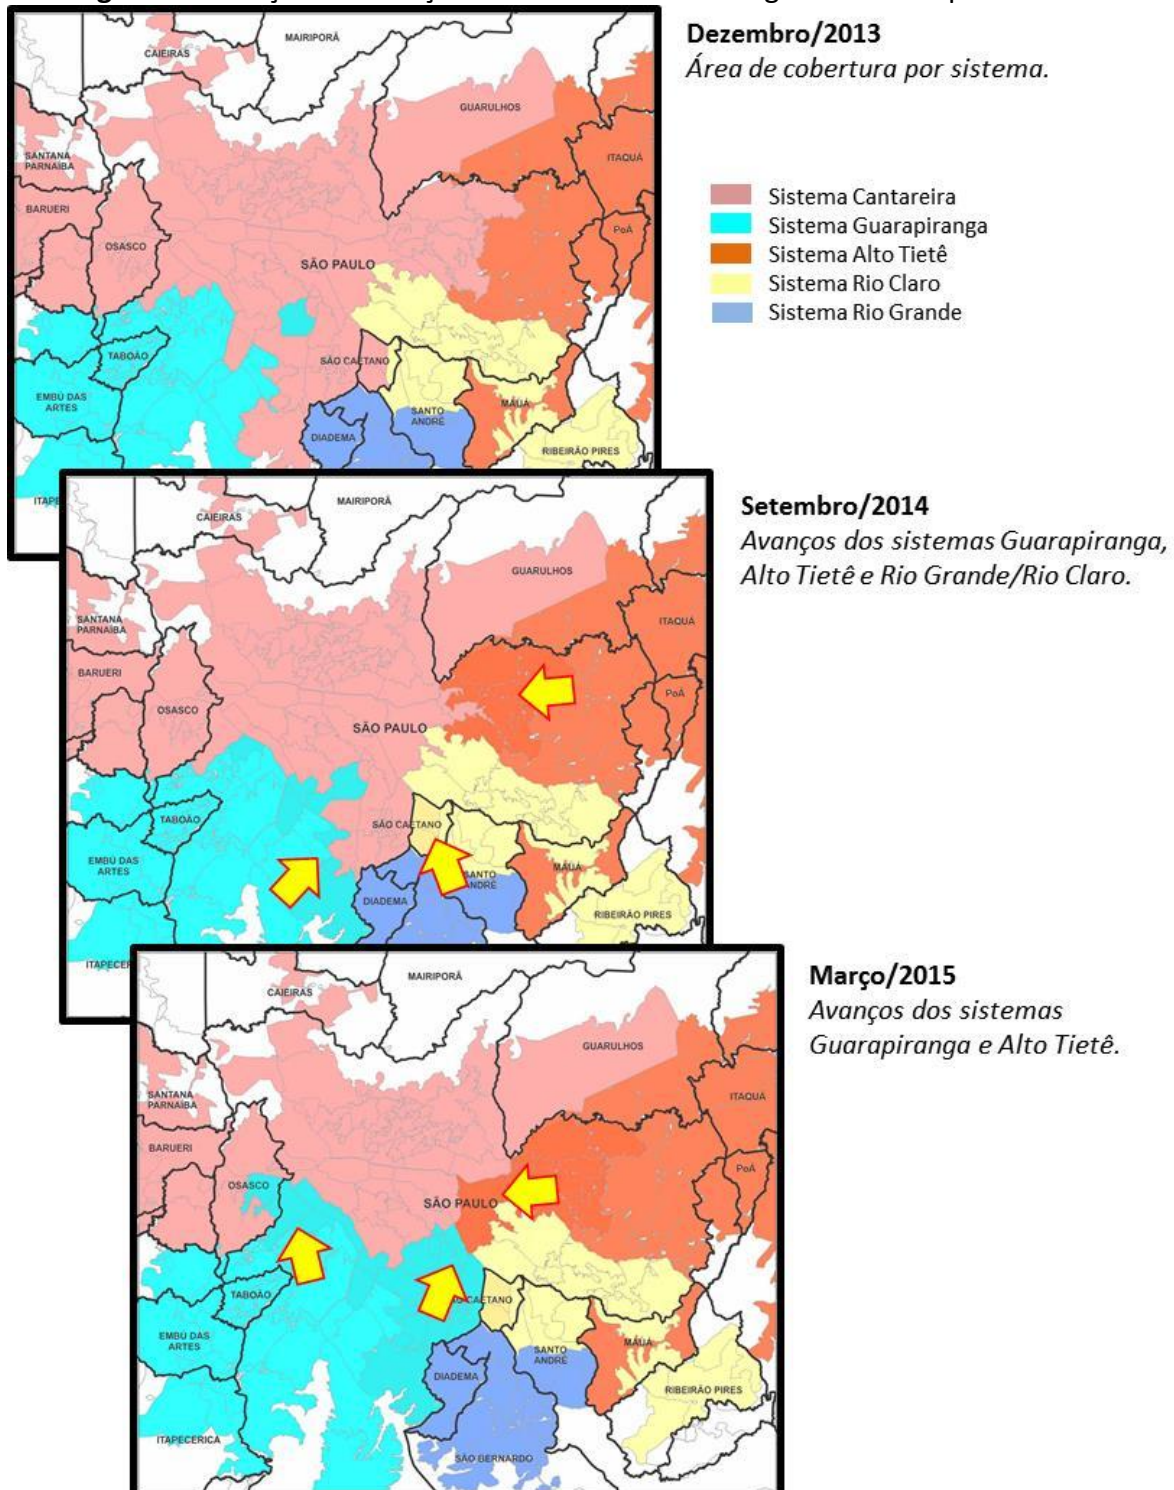 Dezembro/2013
Área de cobertura por sistema.
Sistema Cantareira
Sistema Guarapiranga
Sistema Alto Tietê
Sistema Rio Claro
Sistema Rio Grande
CAIEIRAS
MAIRIPORÃ
GUARULHOS
SANTANA
PARNAÍBA
ITAQUÁ
BARUERI
OSASCO
POÁ
SÃO PAULO
TABOÃO
SÃO CAETANO
EMBÚ DAS
ARTES
MAUÁ
SANTO
ANDRÉ
DIADEMA
RIBEIRÃO PIRES
Setembro/2014
Avanços dos sistemas Guarapiranga,
Alto Tietê e Rio Grande/Rio Claro.
MAIRIPORÃ
CAIEIRAS
GUARULHOS
SANTANA
PARNAÍBA
ITAQUÁ
BARUERI
POÁ
OSASCO
SÃO PAULO
TABOÃO
SÃO CAETANO
EMBÚ DAS
ARTES
MAUÁ
SANTO
ANDRÉ
DIADEMA
RIBEIRÃO PIRES
Março/2015
Avanços dos sistemas
Guarapiranga e Alto Tietê.
MAIRIPORÃ
CAIEIRAS
GUARULHOS
SANTANA
PARNAÍBA
ITAQUÁ
BARUERI
POÁ
OSASCO
SÃO PAULO
TABOÃO
CAETANO
EMBÚ DAS
ARTES
MAUÁ
SANTO
ANDRÉ
DIADEMA
RIBEIRÃO PIRES
ITAPECERICA
SÃO BERNARDO